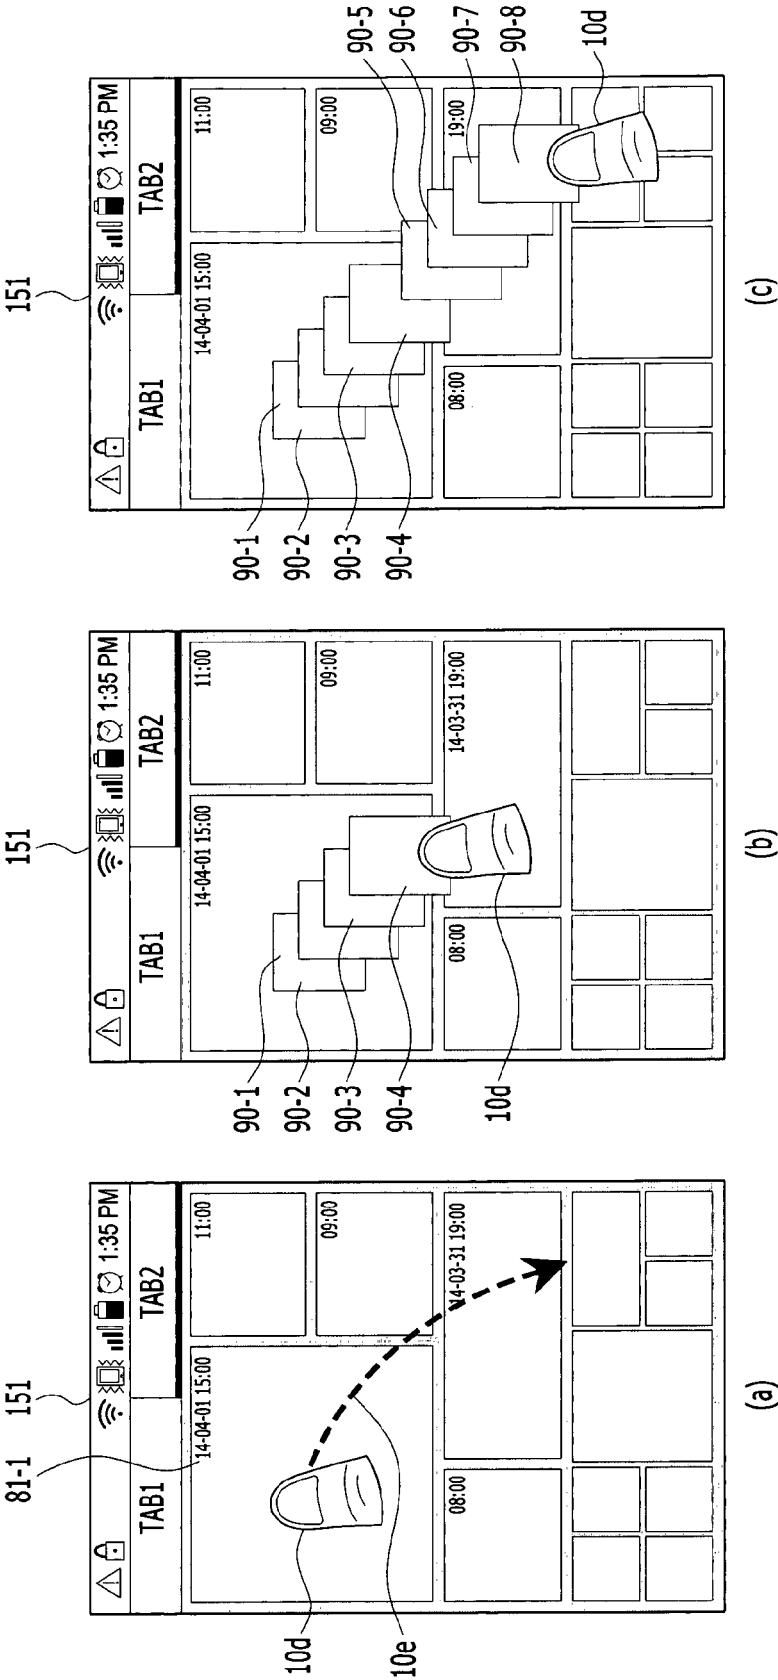 81-1
151
1:35 PM
TAB1
TAB2
14-04-01 15:00
11:00
09:00
08:00
14-03-31 19:00
10d
10e
(a)
151
1:35 PM
TAB1
TAB2
14-04-01 15:00
11:00
09:00
08:00
14-03-31 19:00
90-1
90-2
90-3
90-4
10d
(b)
151
1:35 PM
TAB1
TAB2
14-04-01 15:00
11:00
09:00
08:00
19:00
90-1
90-2
90-3
90-4
90-5
90-6
90-7
90-8
10d
(c)